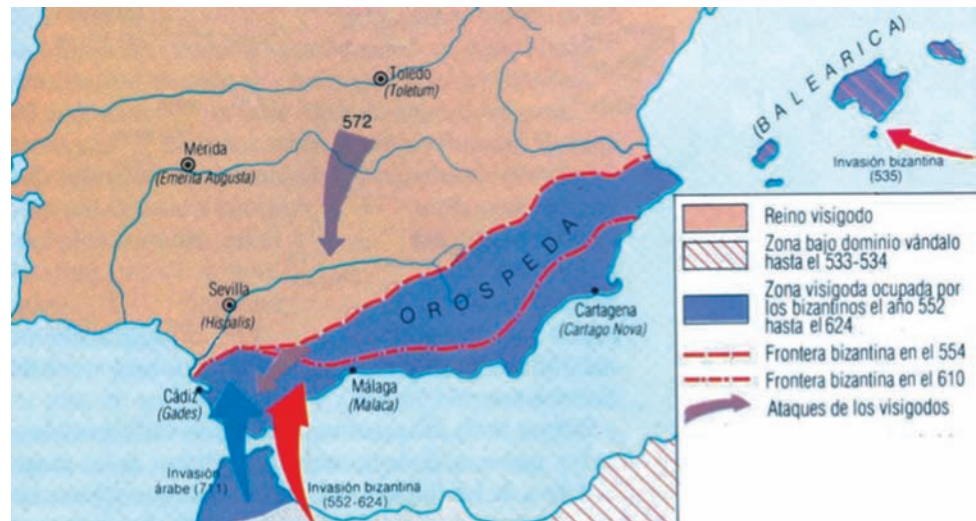 Toledo
(Toletum)
572
Mérida
(Emerita Augusta)
(BALEARICA)
Invasión bizantina
(535)
OROSPEDA
Sevilla
(Hispalis)
Cartagena
(Cartago Nova)
Cádiz
(Gades)
Málaga
(Malaca)
Invasión
árabe (711)
Invasión bizantina
(552-624)
Reino visigodo
Zona bajo dominio vándalo
hasta el 533-534
Zona visigoda ocupada por
los bizantinos el año 552
hasta el 624
Frontera bizantina en el 554
Frontera bizantina en el 610
Ataques de los visigodos